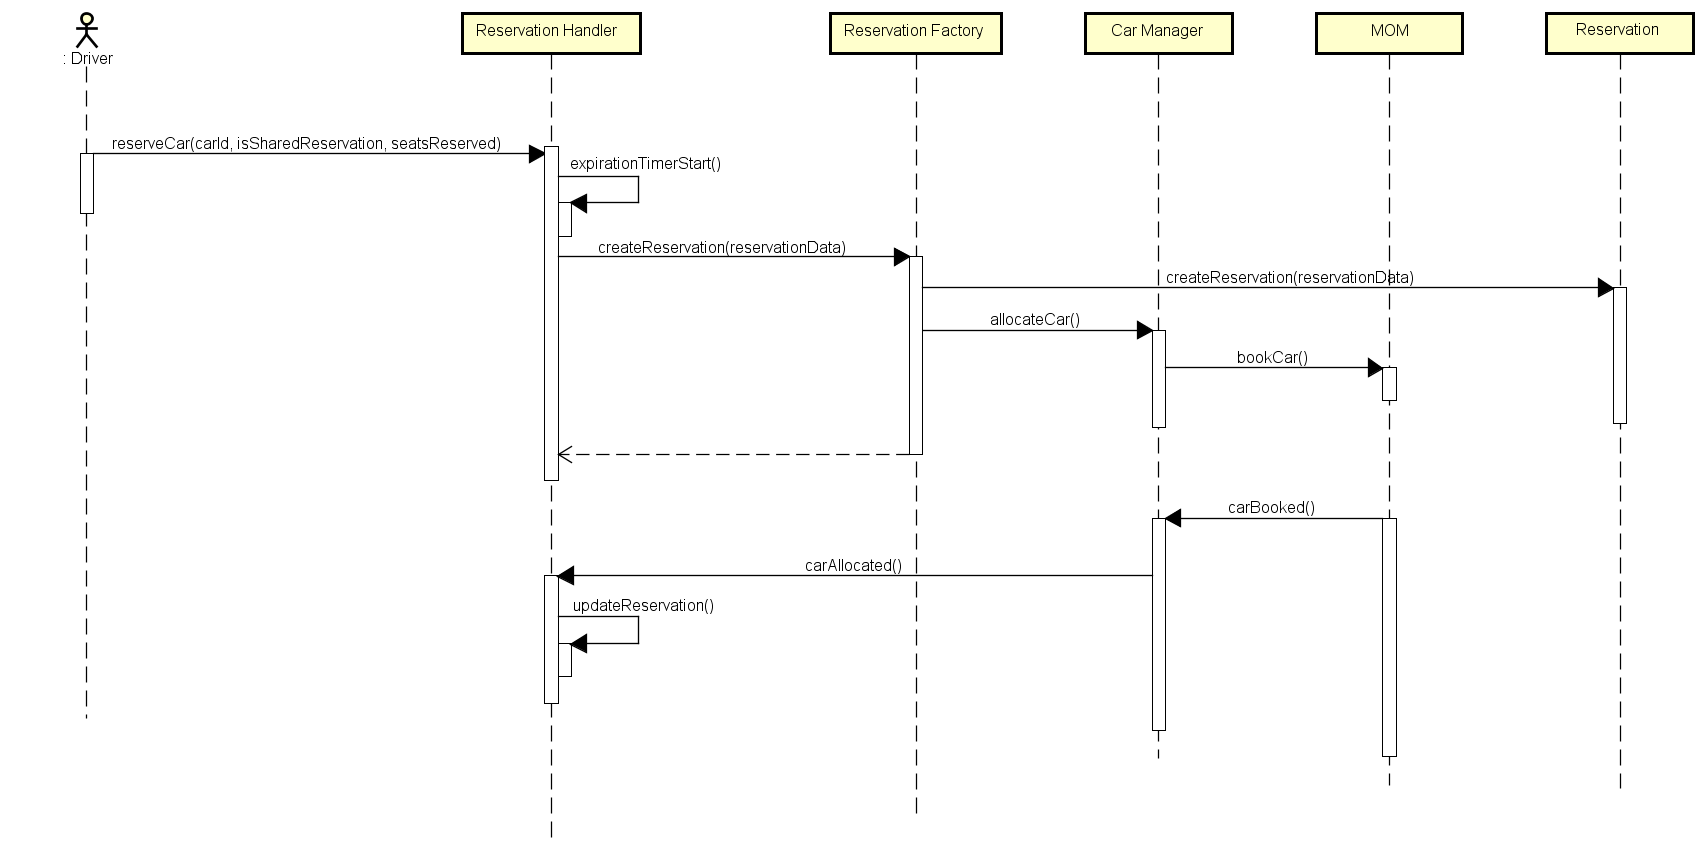 : Driver
Reservation Handler
Reservation Factory
Car Manager
MOM
Reservation
reserveCar(carId, isSharedReservation, seatsReserved)
expirationTimerStart()
createReservation(reservationData)
createReservation(reservationData)
allocateCar()
bookCar()
carBooked()
carAllocated()
updateReservation()